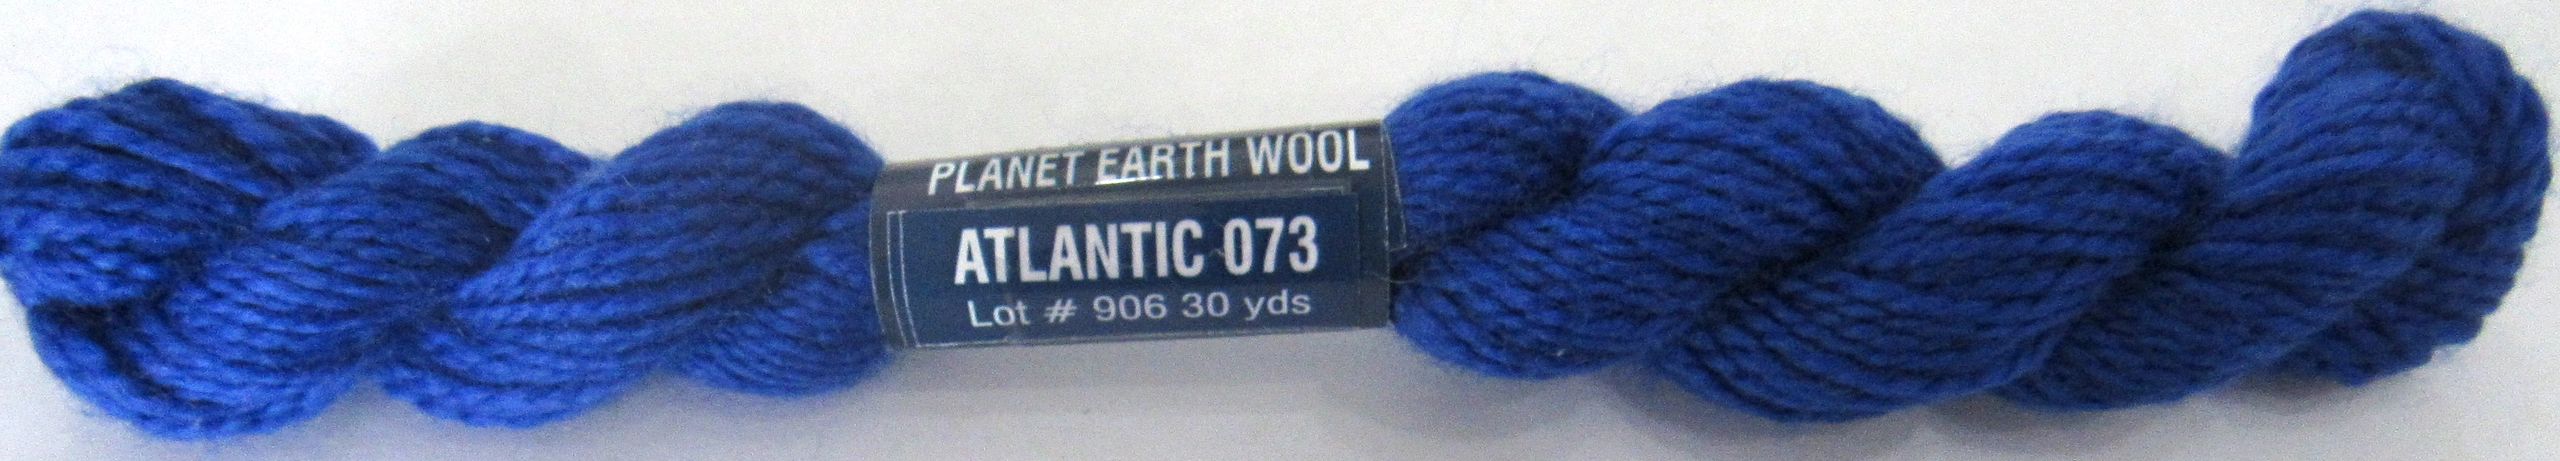 PLANET EARTH WOOL
ATLANTIC 073
Lot # 906 30 yds